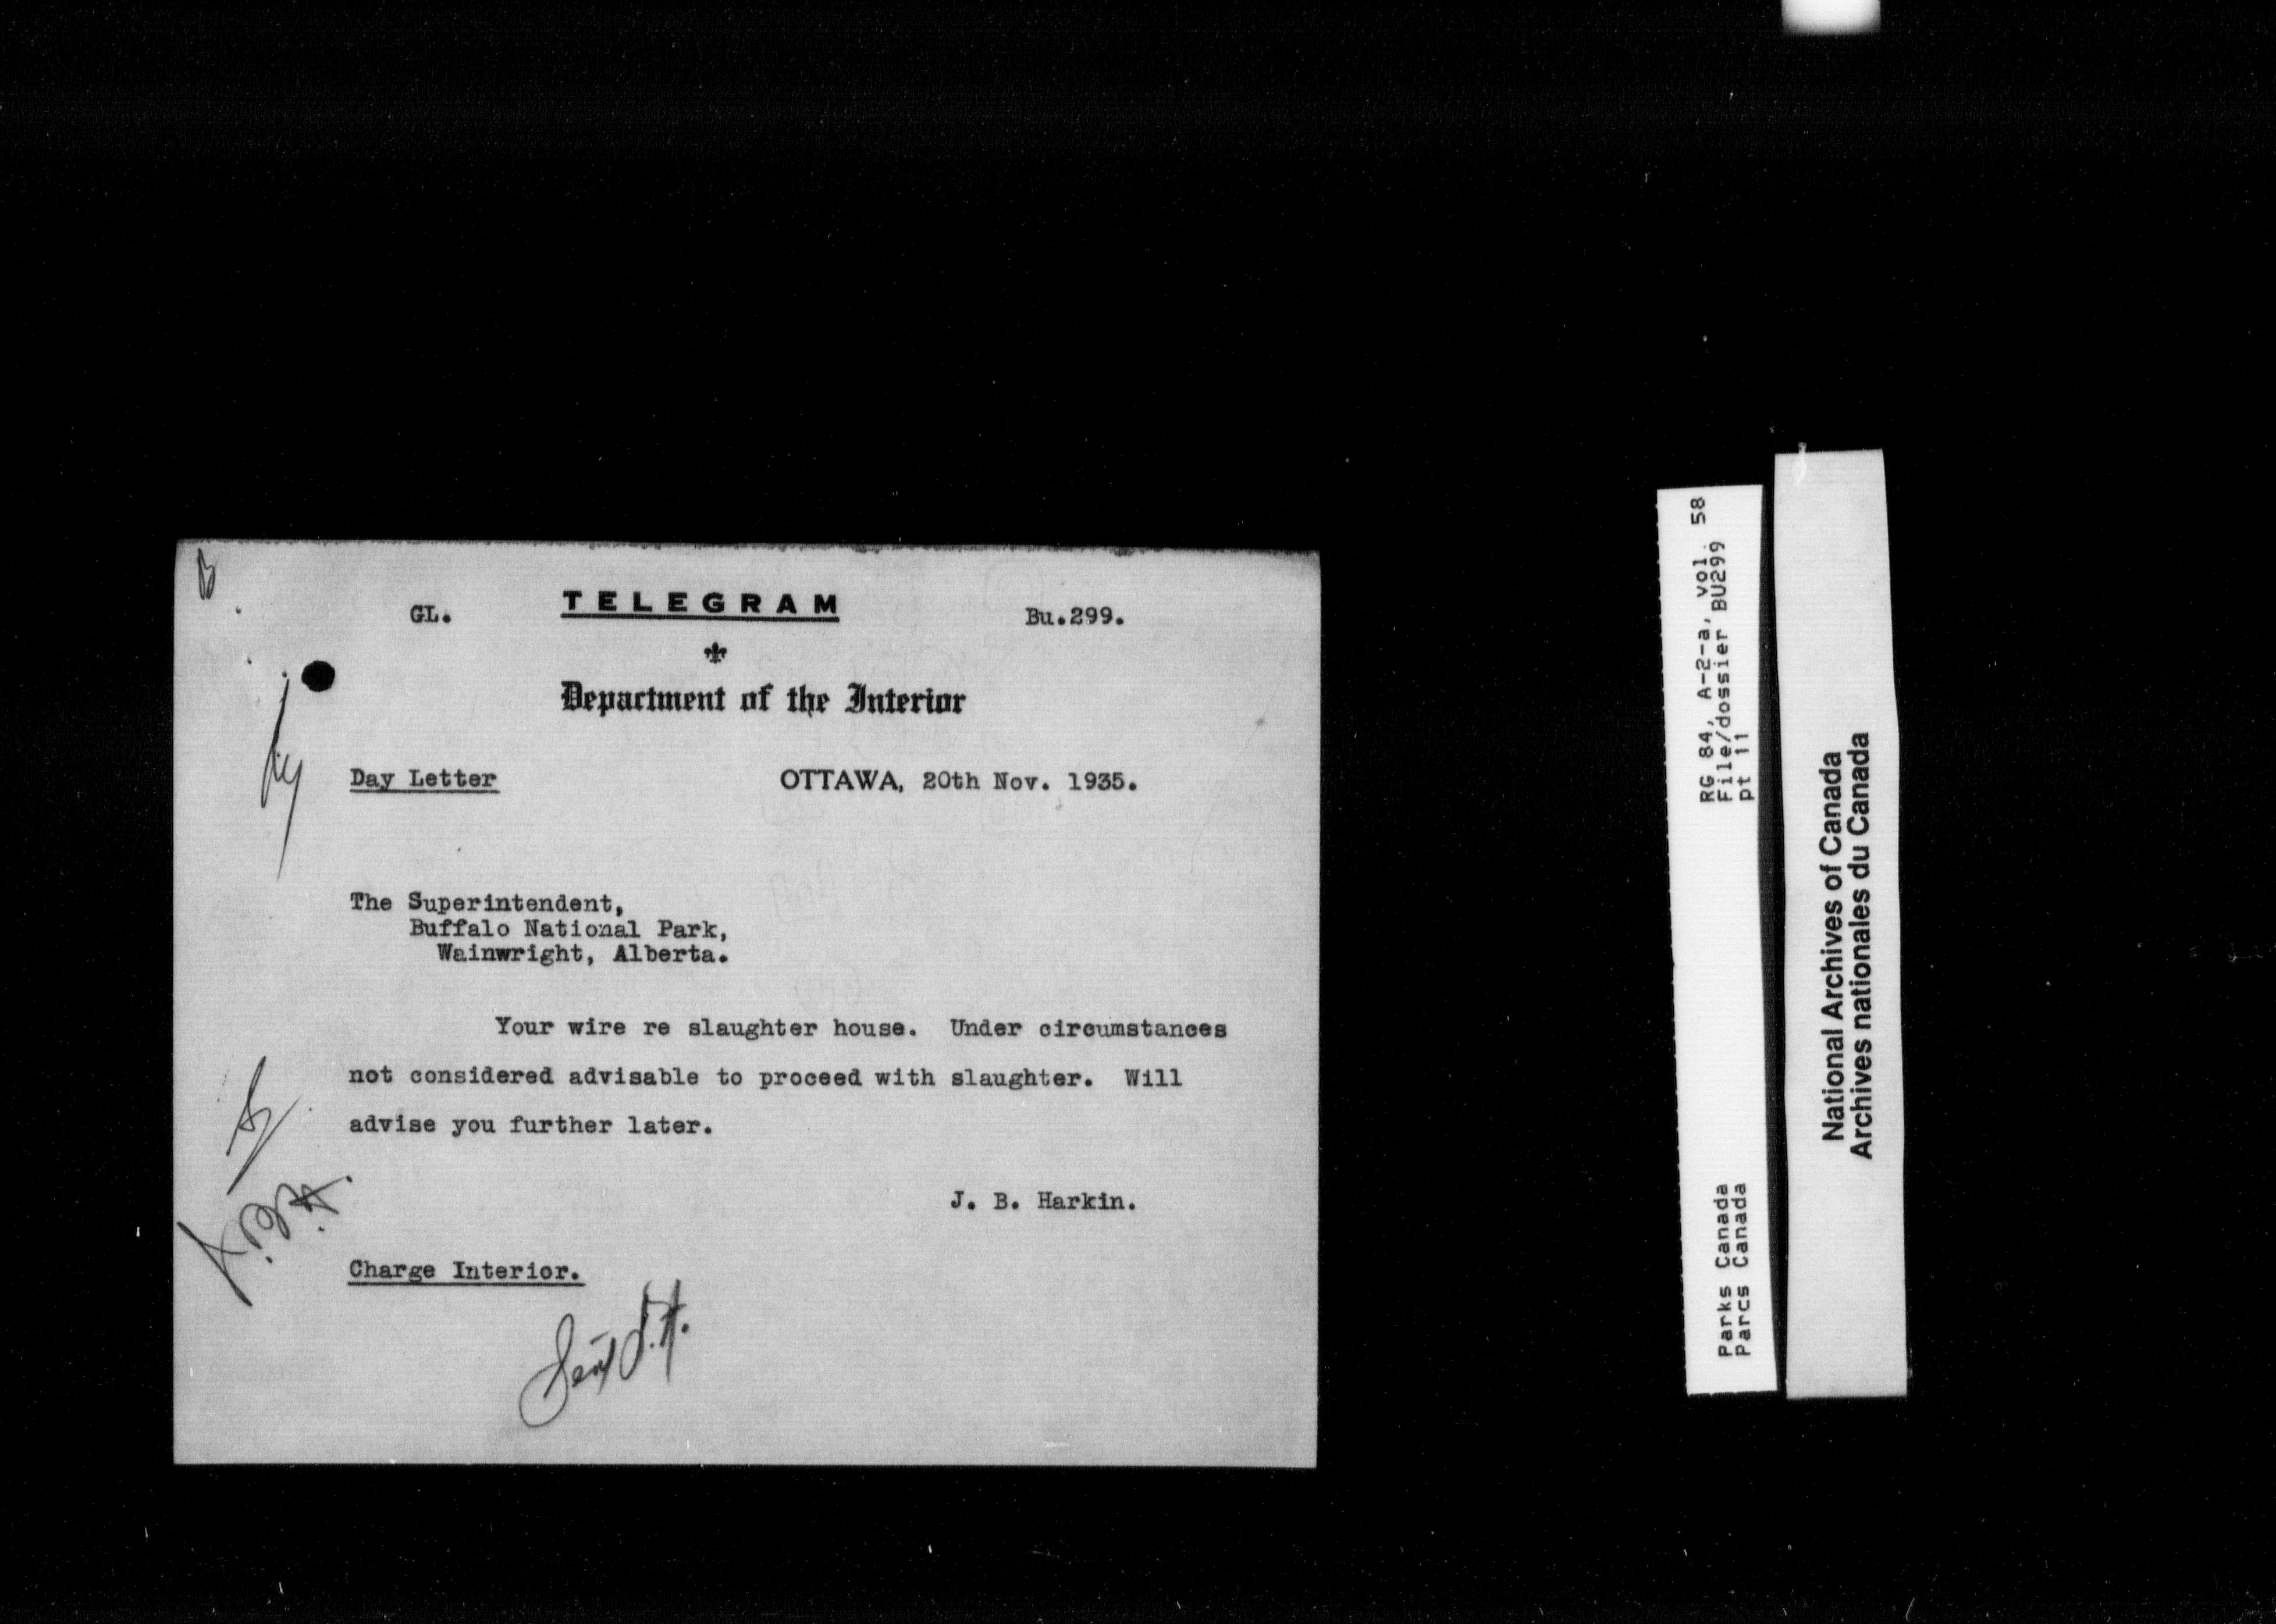 GL. TELEGRAM Bu.299.
Department of the Interior
Day Letter OTTAWA, 20th Nov. 1935.
The Superintendent,
Buffalo National Park,
Wainwright, Alberta.
Your wire re slaughter house. Under circumstances
not considered advisable to proceed with slaughter. Will
advise you further later.
J. B. Harkin.
Charge Interior.
J.B.H.
Sent J.H.
RG 84, A-2-a, vol. 58
File/dossier BU299
pt 11
Parks Canada
Parcs Canada
National Archives of Canada
Archives nationales du Canada